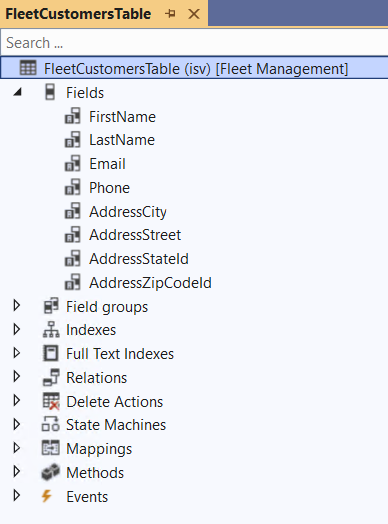 FleetCustomersTable
Search ...
FleetCustomersTable (isv) [Fleet Management]
Fields
FirstName
LastName
Email
Phone
AddressCity
AddressStreet
AddressStateId
AddressZipCodeId
Field groups
Indexes
Full Text Indexes
Relations
Delete Actions
State Machines
Mappings
Methods
Events